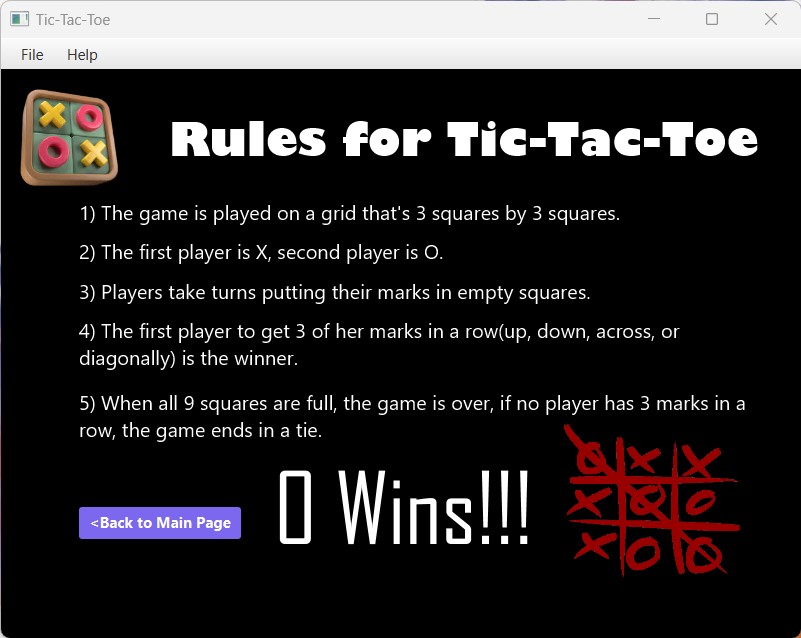 Tic-Tac-Toe
File Help
Rules for Tic-Tac-Toe
1) The game is played on a grid that's 3 squares by 3 squares.
2) The first player is X, second player is O.
3) Players take turns putting their marks in empty squares.
4) The first player to get 3 of her marks in a row(up, down, across, or
diagonally) is the winner.
5) When all 9 squares are full, the game is over, if no player has 3 marks in a
row, the game ends in a tie.
O Wins!!!
<Back to Main Page
X O
O X
O X X
X O O
X O O